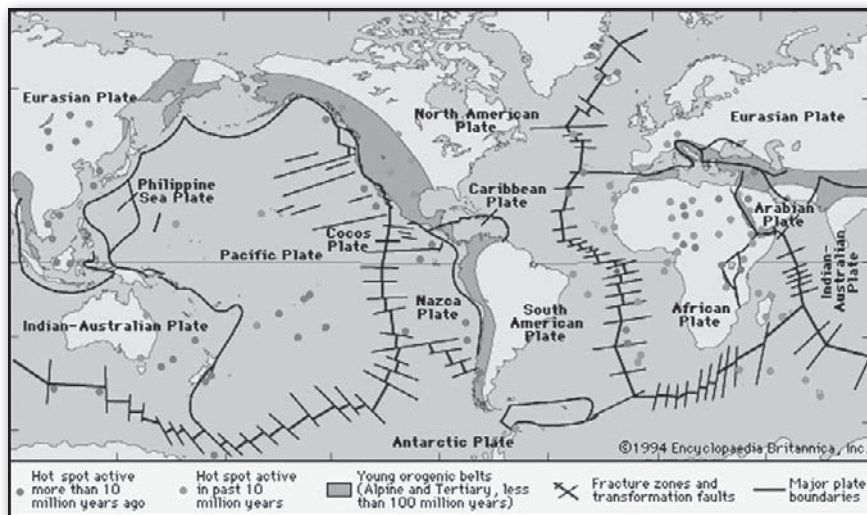 Eurasian Plate
North American
Plate
Eurasian Plate
Philippine
Sea Plate
Caribbean
Plate
Arabian
Plate
Cocos
Plate
Pacific Plate
Indian-Australian Plate
Nazca
Plate
South
American
Plate
African
Plate
Indian-
Australian Plate
Antarctic Plate
©1994 Encyclopaedia Britannica, Inc.
Hot spot active
more than 10
million years ago
Hot spot active
in past 10
million years
Young orogenic belts
(Alpine and Tertiary, less
than 100 million years)
Fracture zones and
transformation faults
Major plate
boundaries